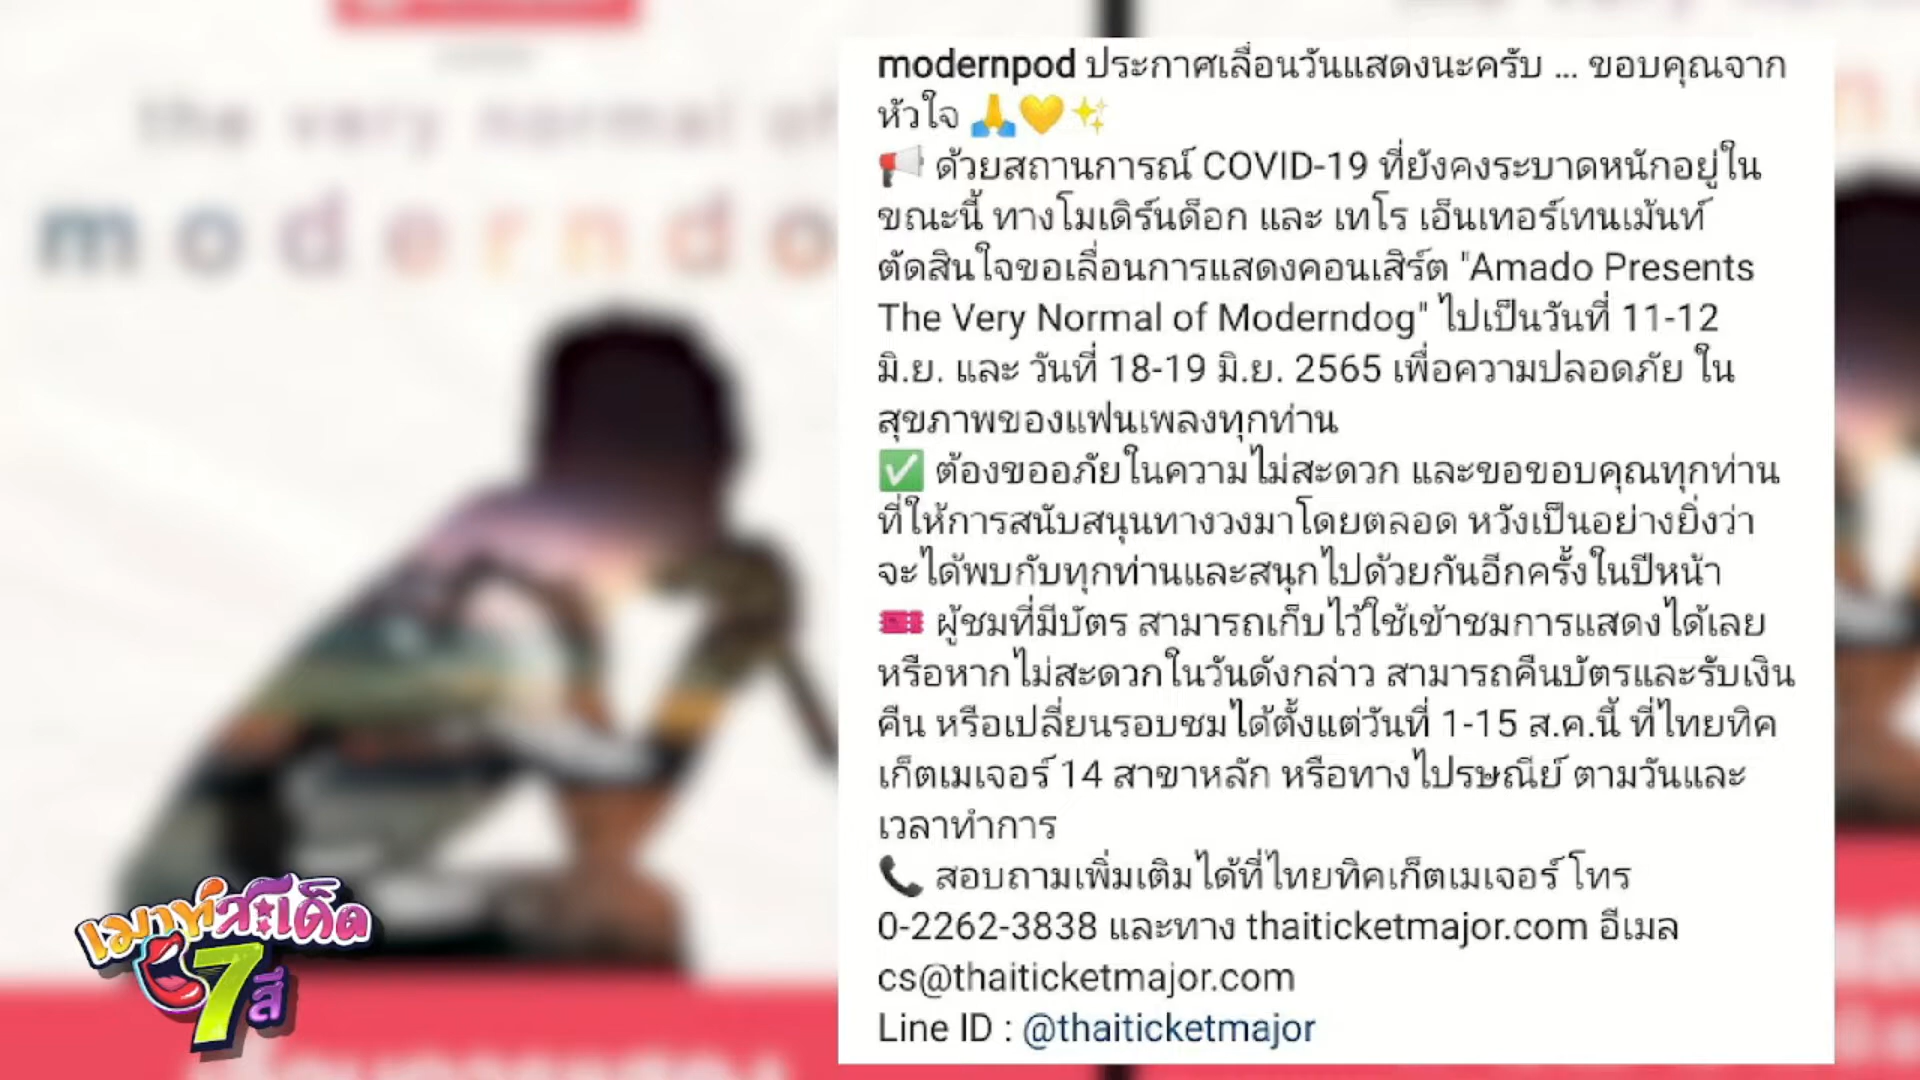 the very normal of
moderndo
modernpod ประกาศเลื่อนวันแสดงนะครับ ... ขอบคุณจาก
หัวใจ 🙏💛✨
📢 ด้วยสถานการณ์ COVID-19 ที่ยังคงระบาดหนักอยู่ใน
ขณะนี้ ทางโมเดิร์นด็อก และ เทโร เอ็นเทอร์เทนเม้นท์
ตัดสินใจขอเลื่อนการแสดงคอนเสิร์ต "Amado Presents
The Very Normal of Moderndog" ไปเป็นวันที่ 11-12
มิ.ย. และ วันที่ 18-19 มิ.ย. 2565 เพื่อความปลอดภัย ใน
สุขภาพของแฟนเพลงทุกท่าน
✅ ต้องขออภัยในความไม่สะดวก และขอขอบคุณทุกท่าน
ที่ให้การสนับสนุนทางวงมาโดยตลอด หวังเป็นอย่างยิ่งว่า
จะได้พบกับทุกท่านและสนุกไปด้วยกันอีกครั้งในปีหน้า
🎟️ ผู้ชมที่มีบัตร สามารถเก็บไว้ใช้เข้าชมการแสดงได้เลย
หรือหากไม่สะดวกในวันดังกล่าว สามารถคืนบัตรและรับเงิน
คืน หรือเปลี่ยนรอบชมได้ตั้งแต่วันที่ 1-15 ส.ค.นี้ ที่ไทยทิค
เก็ตเมเจอร์ 14 สาขาหลัก หรือทางไปรษณีย์ ตามวันและ
เวลาทำการ
📞 สอบถามเพิ่มเติมได้ที่ไทยทิคเก็ตเมเจอร์ โทร
0-2262-3838 และทาง thaiticketmajor.com อีเมล
cs@thaiticketmajor.com
Line ID : @thaiticketmajor
เมาท์สะเด็ด
7สี